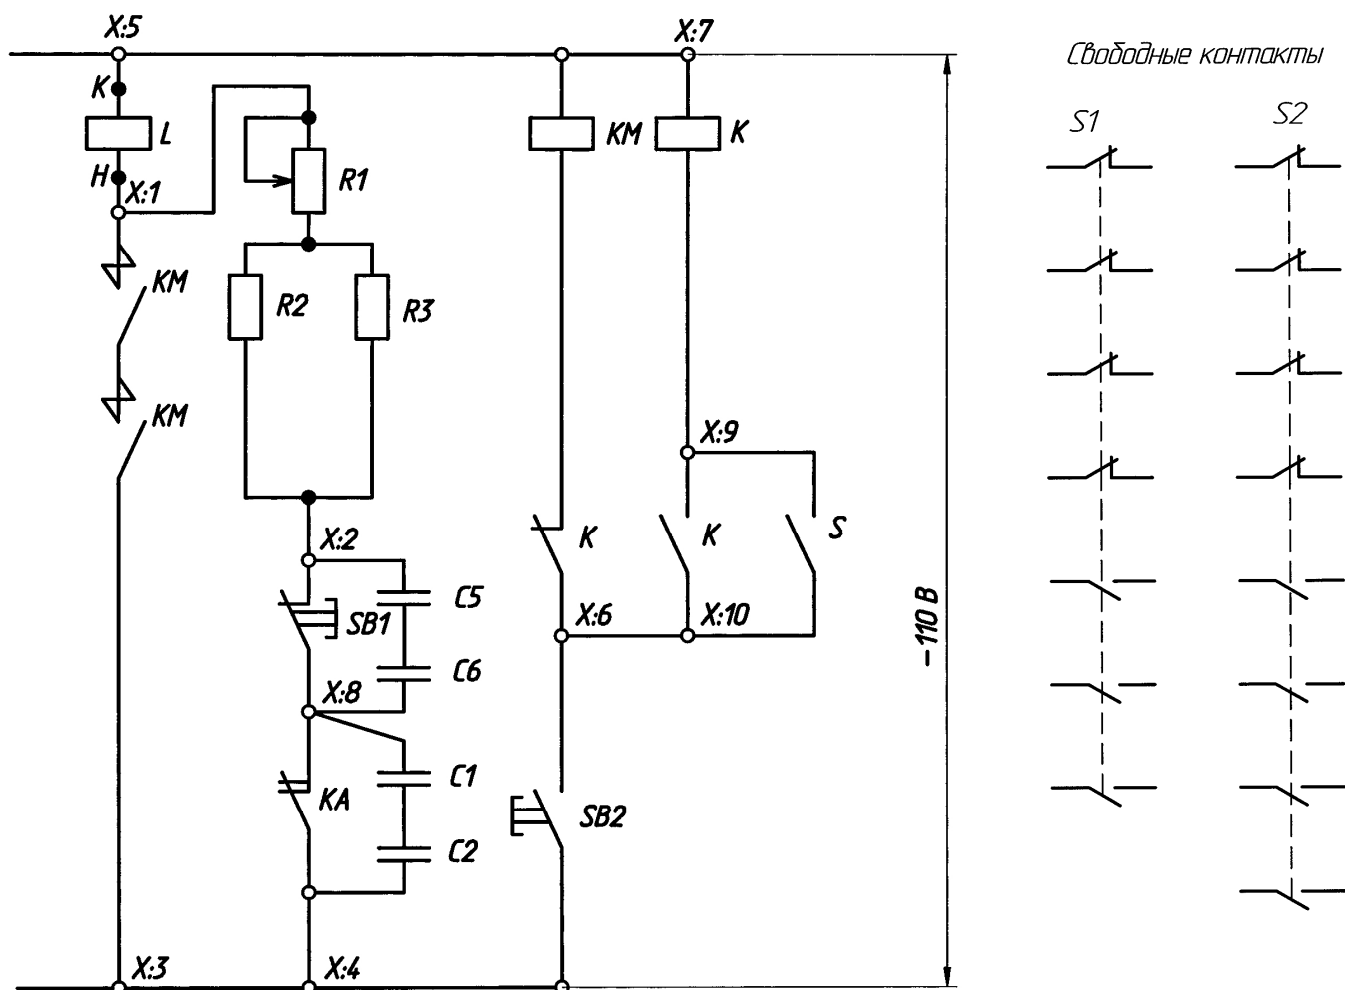 X:5
X:7
Свободные контакты
K
L
KM
K
S1
S2
H
X:1
R1
KM
R2
R3
KM
X:9
X:2
K
K
S
C5
SB1
X:6
X:10
−110 В
C6
X:8
C1
KA
SB2
C2
X:3
X:4